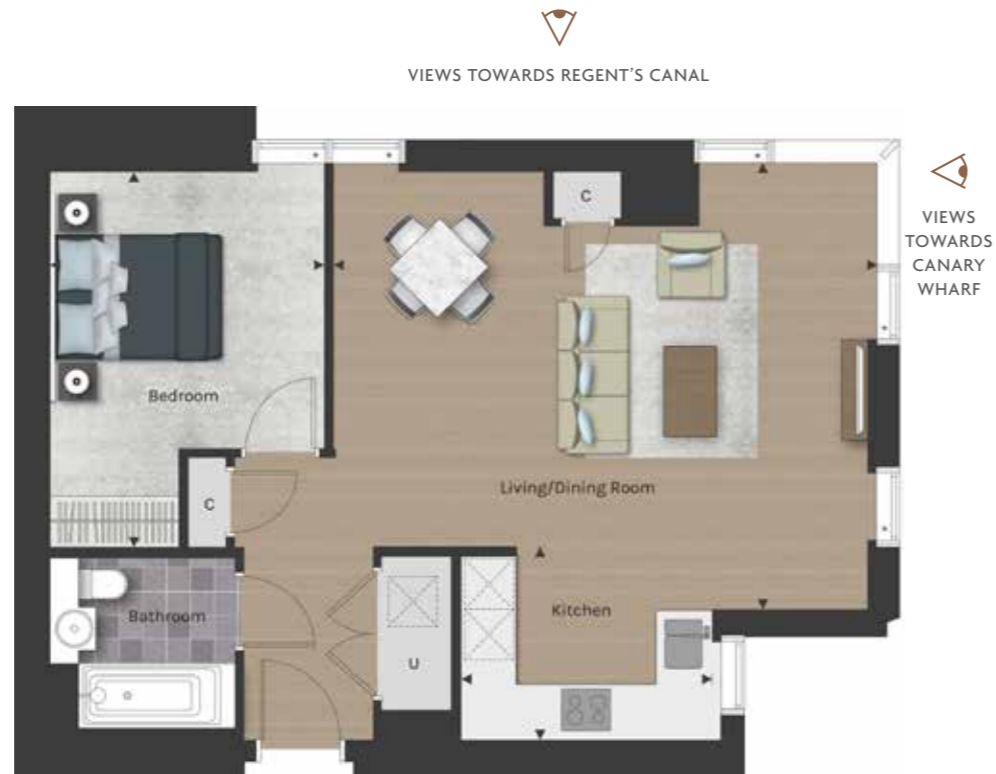 VIEWS TOWARDS REGENT'S CANAL
VIEWS
TOWARDS
CANARY
WHARF
C
Bedroom
Living/Dining Room
C
Kitchen
Bathroom
U